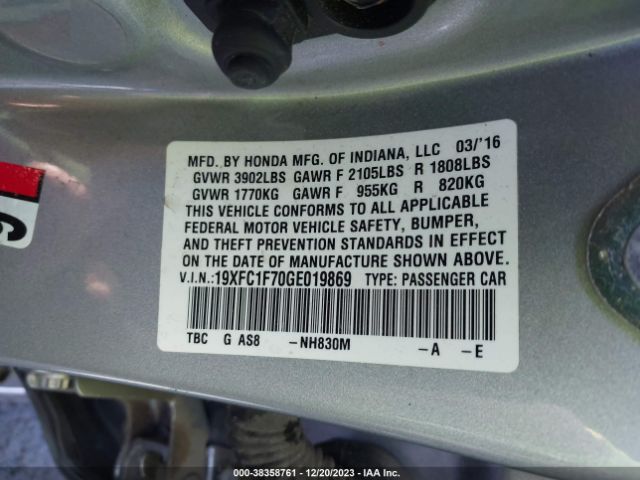 MFD. BY HONDA MFG. OF INDIANA, LLC 03/'16
GVWR 3902LBS GAWR F 2105LBS R 1808LBS
GVWR 1770KG GAWR F 955KG R 820KG
THIS VEHICLE CONFORMS TO ALL APPLICABLE
FEDERAL MOTOR VEHICLE SAFETY, BUMPER,
AND THEFT PREVENTION STANDARDS IN EFFECT
ON THE DATE OF MANUFACTURE SHOWN ABOVE.
V.I.N.:19XFC1F70GE019869 TYPE: PASSENGER CAR
TBC G AS8 -NH830M -A -E
000-38358761 - 12/20/2023 - IAA Inc.